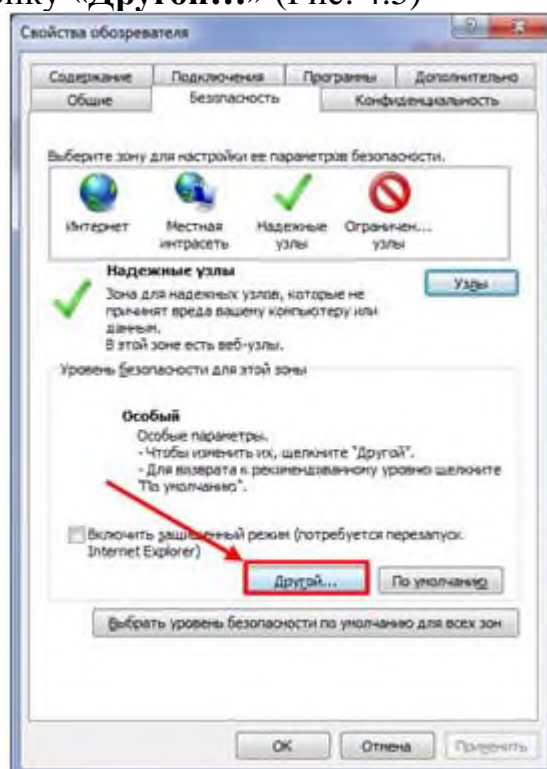 нку «Другой...» (Рис. 4.3)
Свойства обозревателя
Содержание Подключения Программы Дополнительно
Общие Безопасность Конфиденциальность
Выберите зону для настройки ее параметров безопасности.
Интернет Местная интрасеть Надежные узлы Ограничен... узлы
Надежные узлы
Узлы
Зона для надежных узлов, которые не
причинят вреда вашему компьютеру или
данным.
В этой зоне есть веб-узлы.
Уровень безопасности для этой зоны
Особый
Особые параметры.
- Чтобы изменить их, щелкните "Другой".
- Для возврата к рекомендованному уровню щелкните
"По умолчанию".
Включить защищенный режим (потребуется перезапуск
Internet Explorer)
Другой... По умолчанию
Выбрать уровень безопасности по умолчанию для всех зон
ОК Отмена Применить